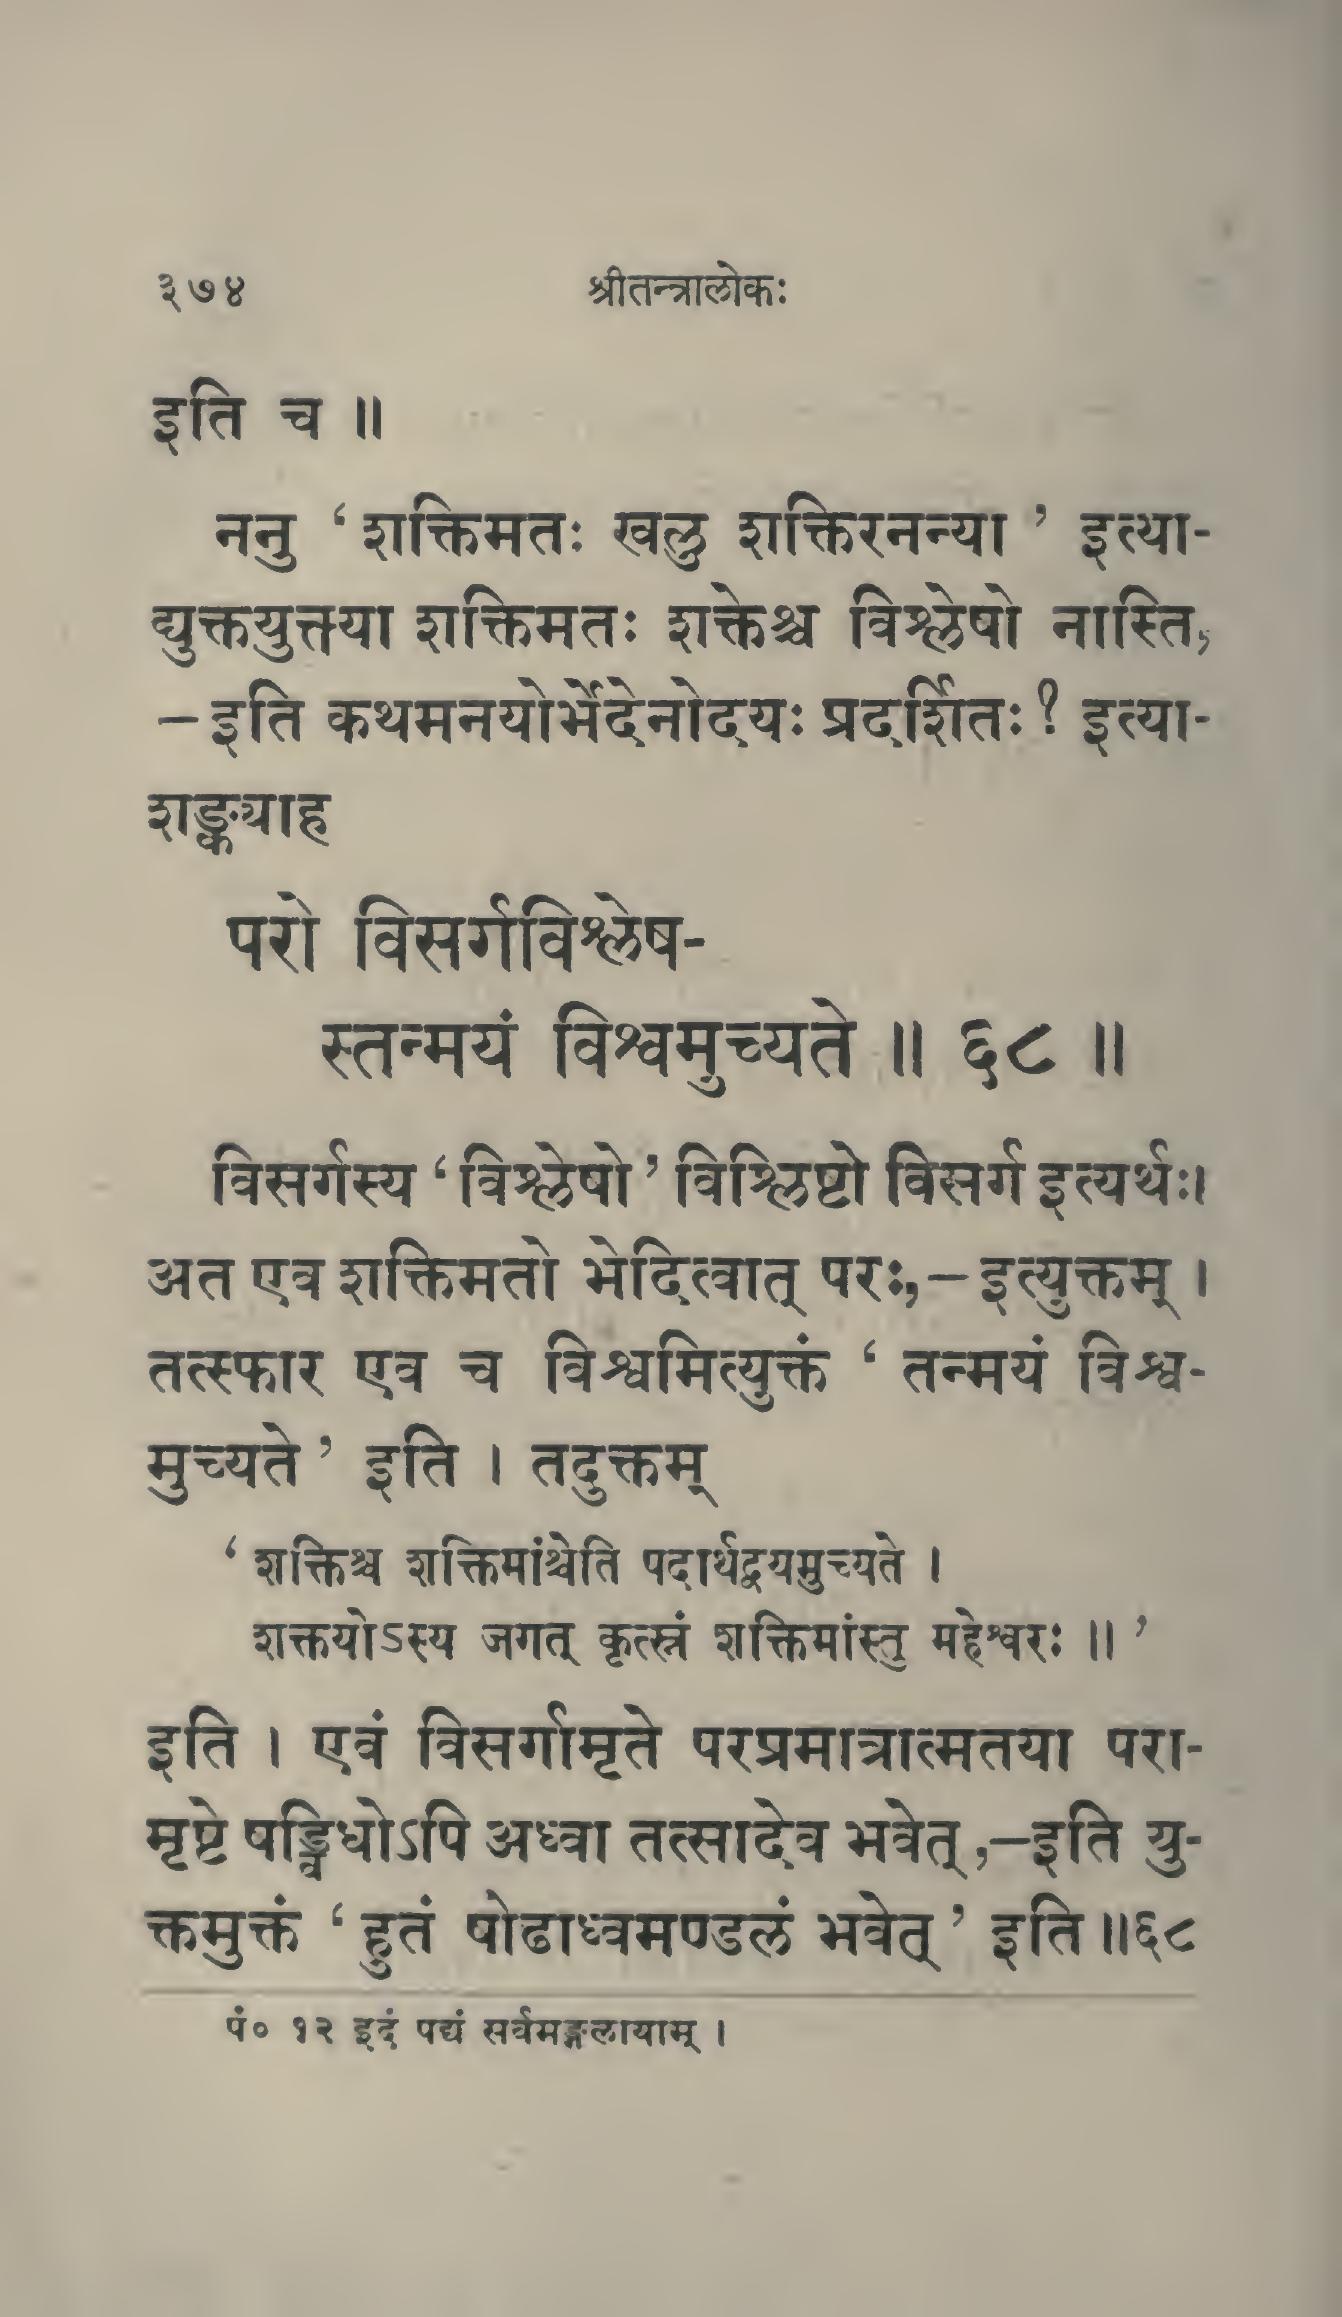 ३७४ श्रीतन्त्रालोकः
इति च ॥
ननु ‘ शक्तिमतः खलु शक्तिरनन्या ’ इत्या-
द्युक्तयुक्त्या शक्तिमतः शक्तेश्च विश्लेषो नास्ति,
—इति कथमनयोर्भेदेनोदयः प्रदर्शितः? इत्या-
शङ्क्याह
परो विसर्गविश्लेष-
स्तन्मयं विश्वमुच्यते ॥ ६८ ॥
विसर्गस्य ‘ विश्लेषो ’ विश्लिष्टो विसर्ग इत्यर्थः।
अत एव शक्तिमतो भेदित्वात् परः,—इत्युक्तम् ।
तत्स्फार एव च विश्वमित्युक्तं ‘ तन्मयं विश्व-
मुच्यते ’ इति । तदुक्तम्
‘ शक्तिश्च शक्तिमांश्चेति पदार्थद्वयमुच्यते ।
शक्तयोऽस्य जगत् कृत्स्नं शक्तिमांस्तु महेश्वरः ॥ ’
इति । एवं विसर्गामृते परप्रमात्रात्मतया परा-
मृष्टे षड्विधोऽपि अध्वा तत्सादेव भवेत्,—इति यु-
क्तमुक्तं ‘ हुतं षोढाध्वमण्डलं भवेत् ’ इति ॥६८
पं० १२ इदं पद्यं सर्वमङ्गलायाम् ।